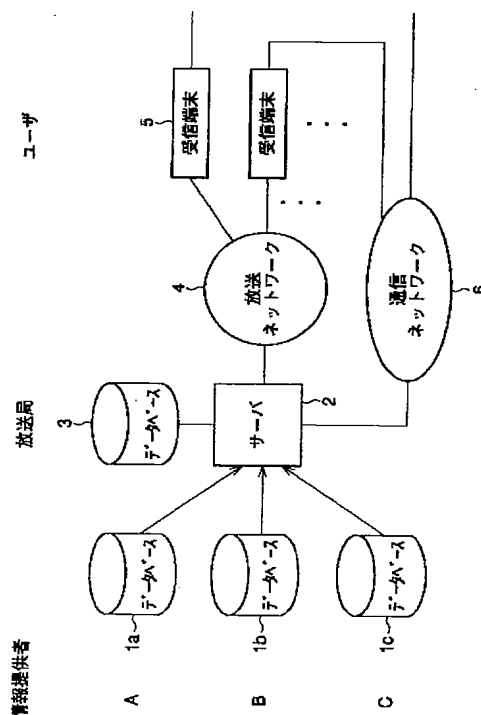 情報提供者
放送局
ユーザ
A
データベース
1a
B
データベース
1b
C
データベース
1c
3
データベース
サーバ
2
4
放送
ネットワーク
5
受信端末
受信端末
通信
ネットワーク
6